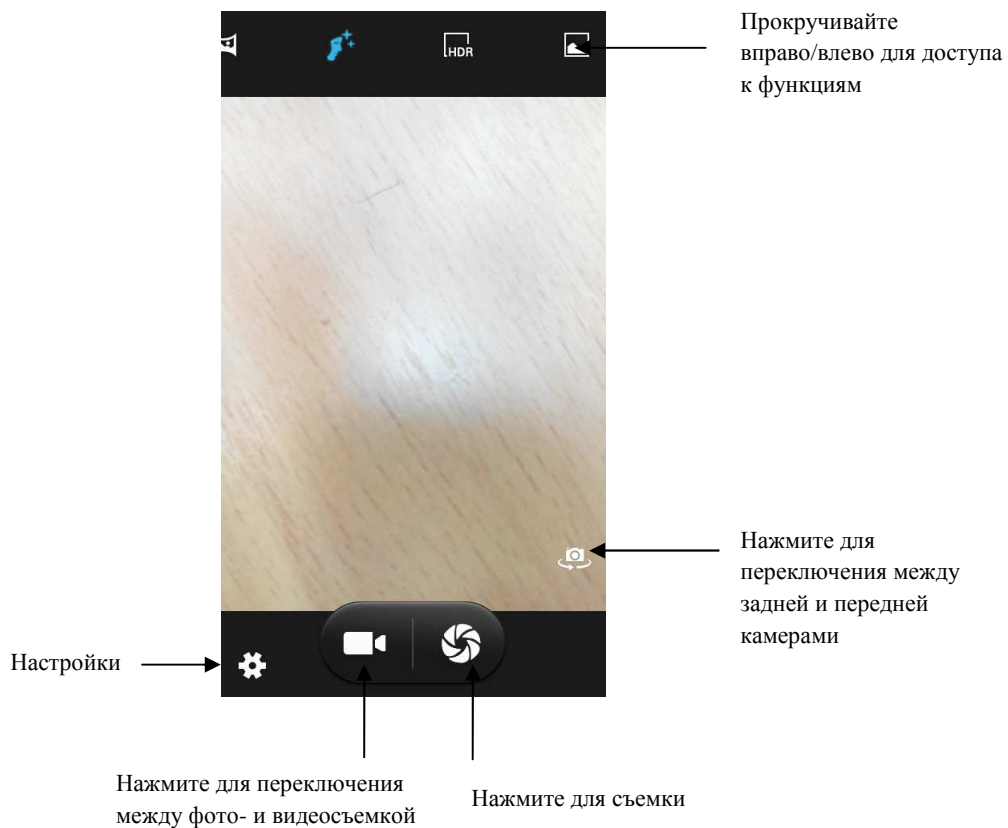 Прокручивайте
вправо/влево для доступа
к функциям
HDR
Нажмите для
переключения между
задней и передней
камерами
Настройки
Нажмите для переключения
между фото- и видеосъемкой
Нажмите для съемки